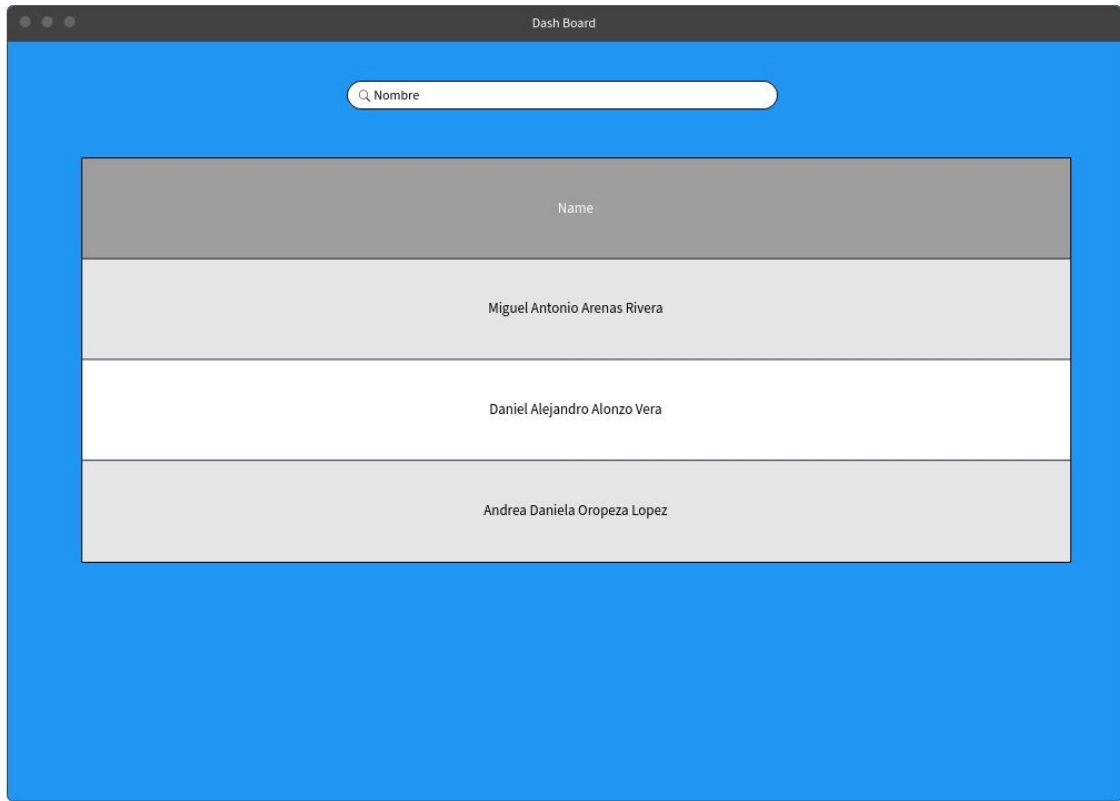 Dash Board
Nombre
Name
Miguel Antonio Arenas Rivera
Daniel Alejandro Alonzo Vera
Andrea Daniela Oropeza Lopez